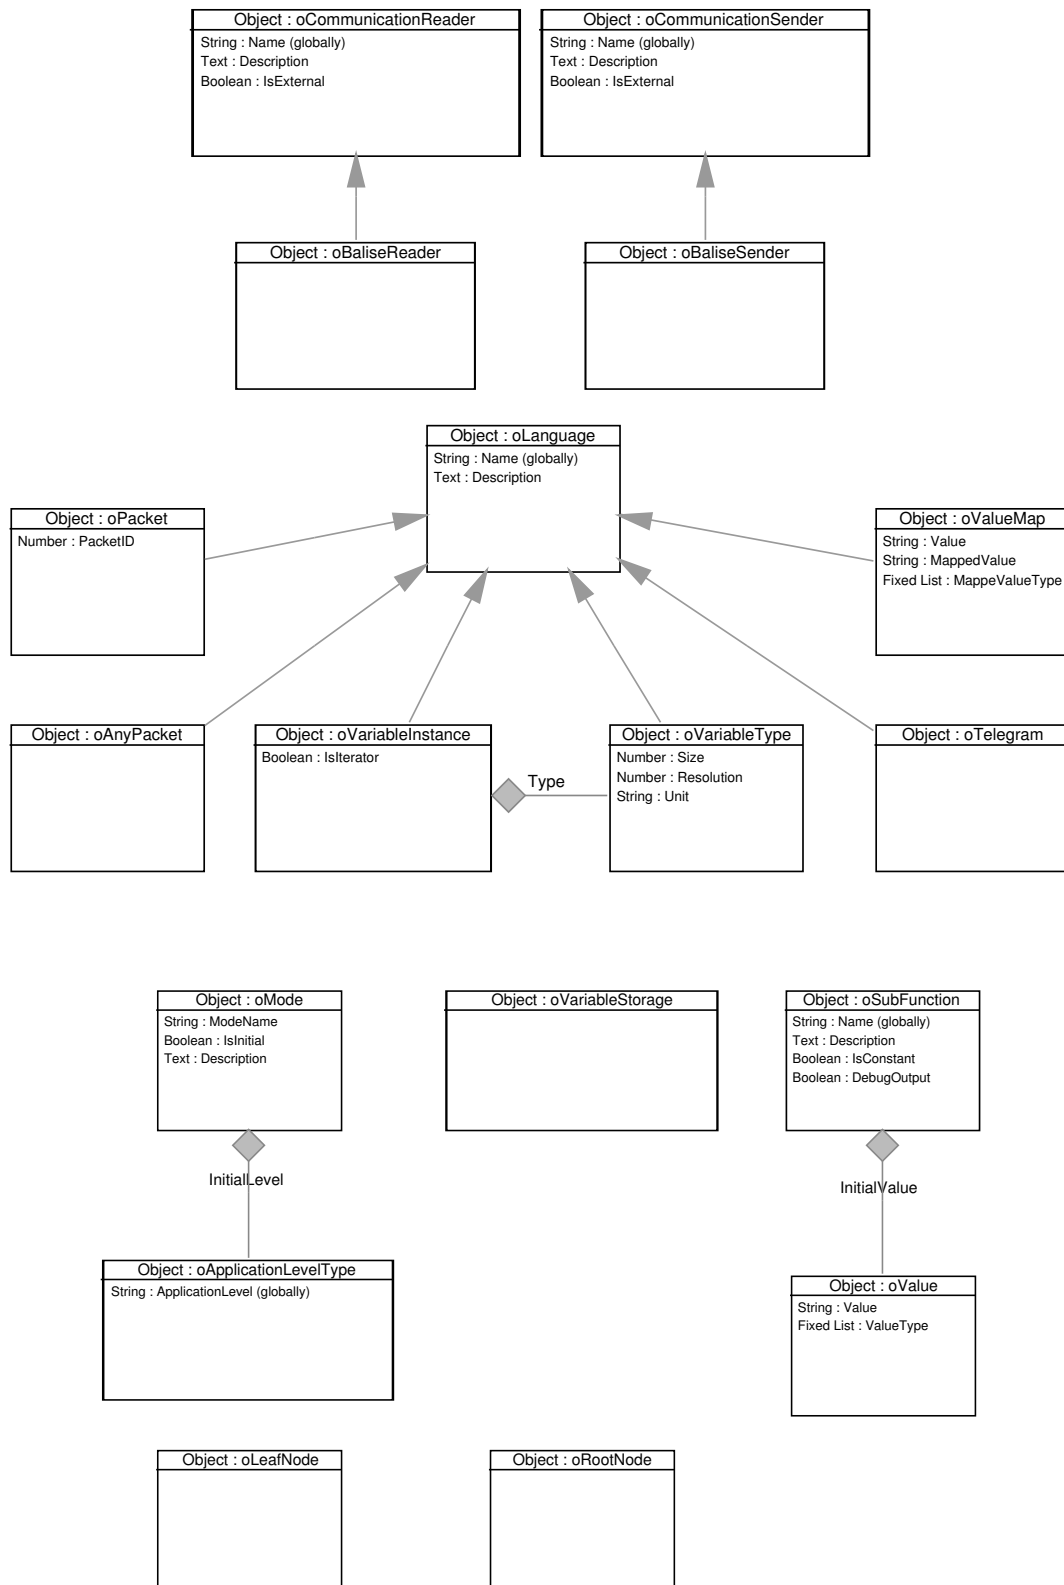 Object : oCommunicationReader
String : Name (globally)
Text : Description
Boolean : IsExternal
Object : oCommunicationSender
String : Name (globally)
Text : Description
Boolean : IsExternal
Object : oBaliseReader
Object : oBaliseSender
Object : oLanguage
String : Name (globally)
Text : Description
Object : oPacket
Number : PacketID
Object : oValueMap
String : Value
String : MappedValue
Fixed List : MappeValueType
Object : oAnyPacket
Object : oVariableInstance
Boolean : IsIterator
Type
Object : oVariableType
Number : Size
Number : Resolution
String : Unit
Object : oTelegram
Object : oMode
String : ModeName
Boolean : IsInitial
Text : Description
Object : oVariableStorage
Object : oSubFunction
String : Name (globally)
Text : Description
Boolean : IsConstant
Boolean : DebugOutput
InitialLevel
InitialValue
Object : oApplicationLevelType
String : ApplicationLevel (globally)
Object : oValue
String : Value
Fixed List : ValueType
Object : oLeafNode
Object : oRootNode